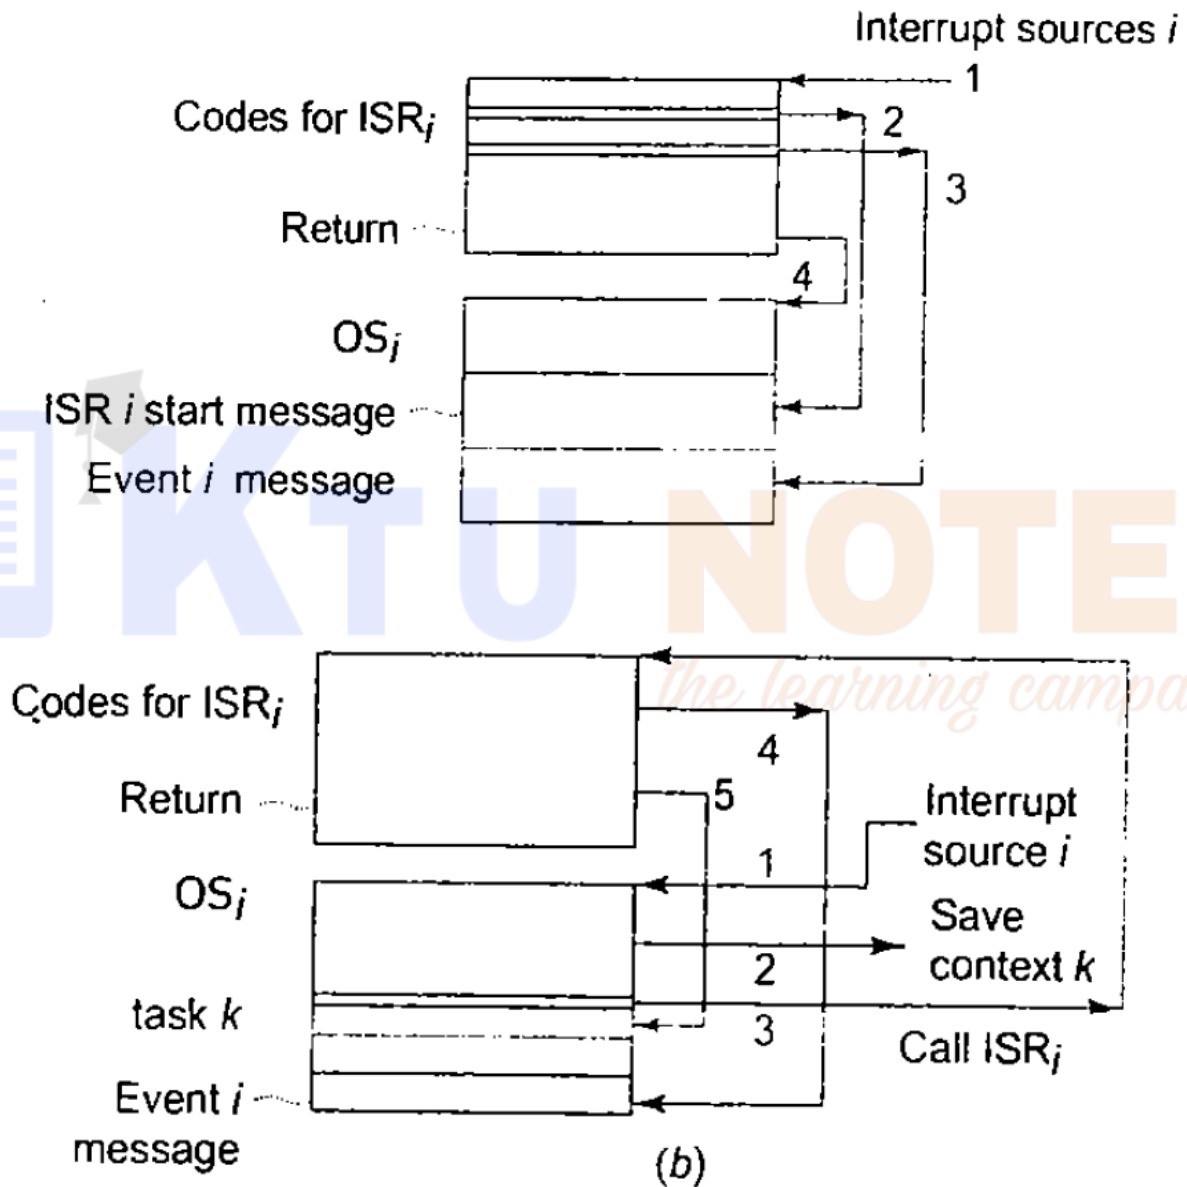 Interrupt sources i
1
Codes for ISRi
2
3
Return
4
OSi
ISR i start message
Event i message
KTU NOTE
the learning campa
Codes for ISRi
4
Return
5
Interrupt
source i
1
OSi
Save
context k
2
task k
3
Call ISRi
Event i
message
(b)